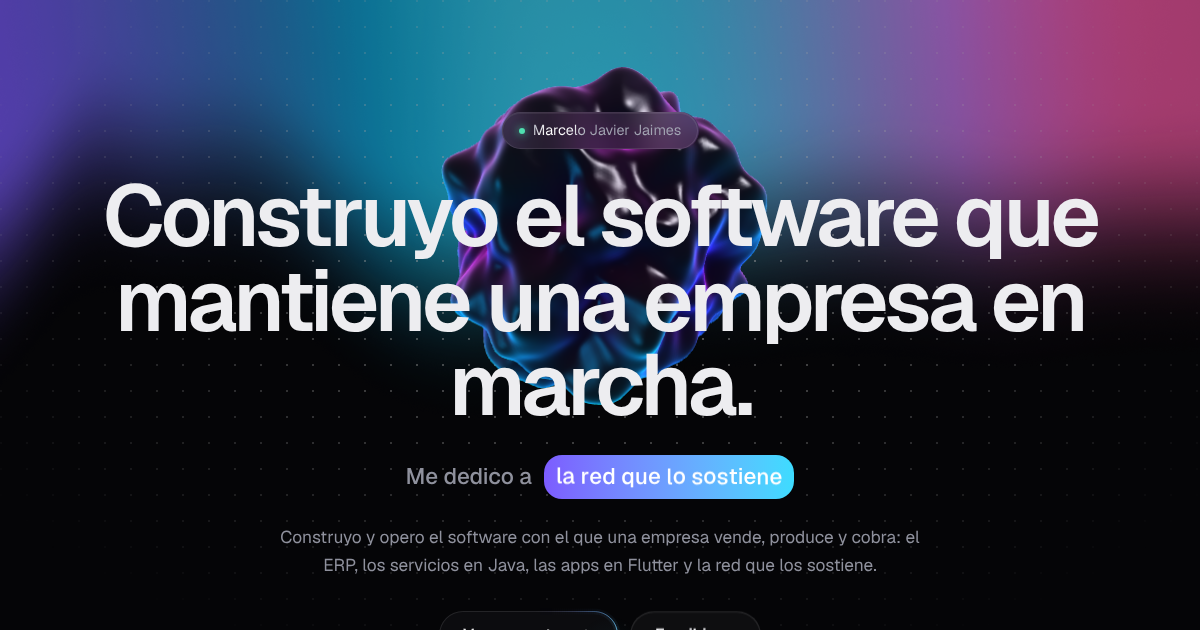 Marcelo Javier Jaimes
Construyo el software que
mantiene una empresa en
marcha.
Me dedico a la red que lo sostiene
Construyo y opero el software con el que una empresa vende, produce y cobra: el
ERP, los servicios en Java, las apps en Flutter y la red que los sostiene.